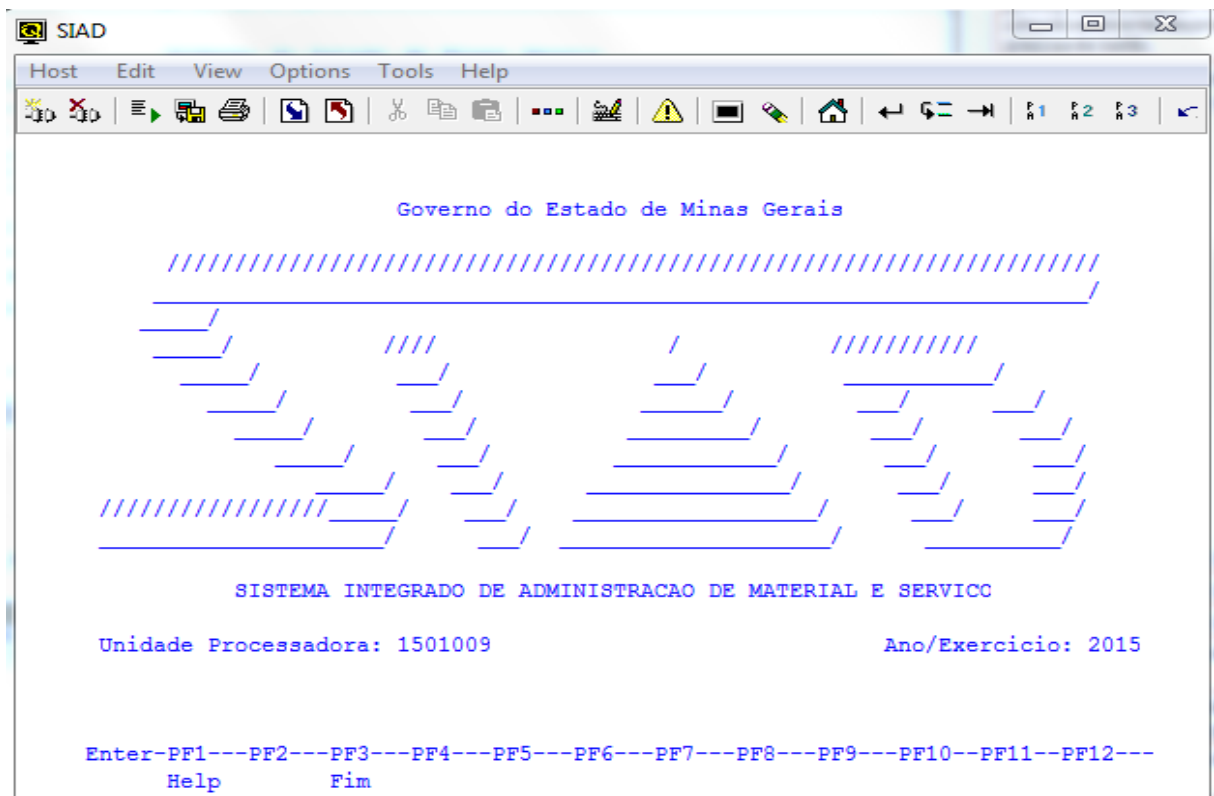 SIAD
Host Edit View Options Tools Help
Governo do Estado de Minas Gerais
SISTEMA INTEGRADO DE ADMINISTRACAO DE MATERIAL E SERVICO
Unidade Processadora: 1501009 Ano/Exercicio: 2015
Enter-PF1---PF2---PF3---PF4---PF5---PF6---PF7---PF8---PF9---PF10--PF11--PF12---
Help Fim